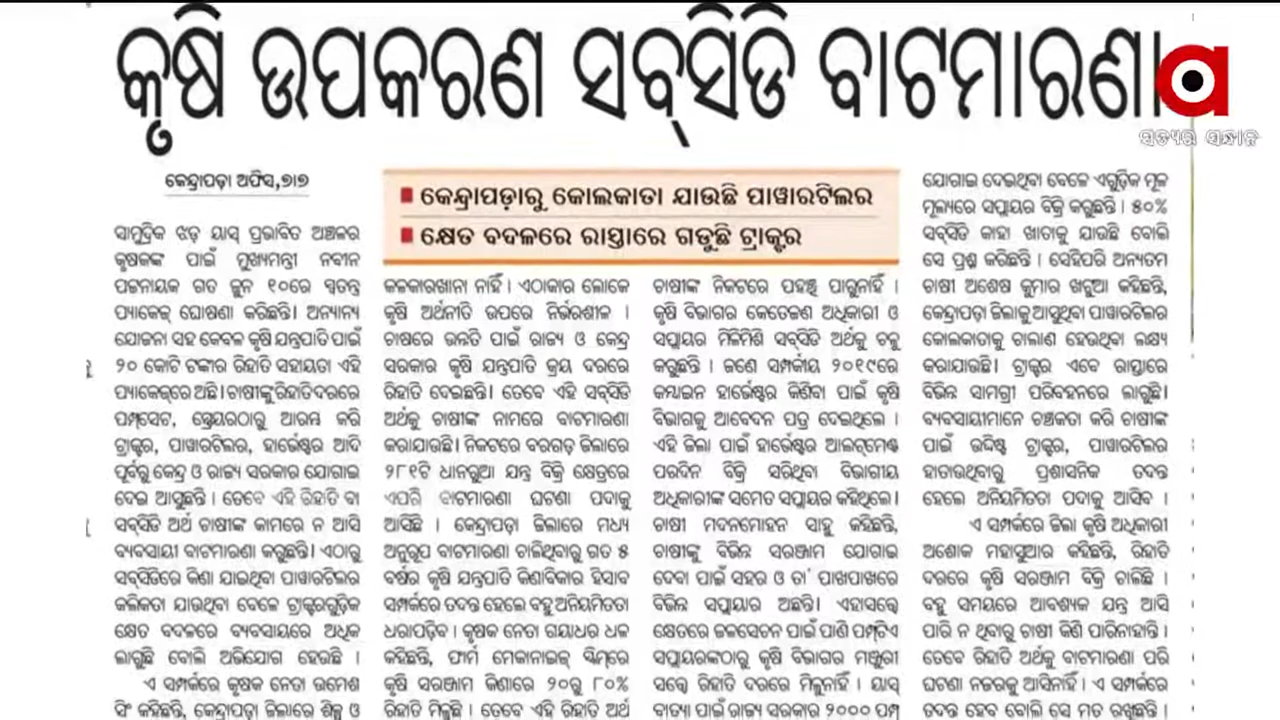 କୃଷି ଉପକରଣ ସବ୍‌ସିଡି ବାଟମାରଣା
ସତ୍ୟର ସନ୍ଧାନ
କେନ୍ଦ୍ରାପଡ଼ା ଅଫିସ,୭।୭
■ କେନ୍ଦ୍ରାପଡ଼ାରୁ କୋଲକାତା ଯାଉଛି ପାୱାରଟିଲର
■ କ୍ଷେତ ବଦଳରେ ରାସ୍ତାରେ ଗଡୁଛି ଟ୍ରାକ୍ଟର
ସାମୁଦ୍ରିକ ଝଡ଼ ୟାସ୍ ପ୍ରଭାବିତ ଅଞ୍ଚଳର
କୃଷକଙ୍କ ପାଇଁ ମୁଖ୍ୟମନ୍ତ୍ରୀ ନବୀନ
ପଟ୍ଟନାୟକ ଗତ ଜୁନ ୧୦ରେ ସ୍ୱତନ୍ତ୍ର
ପ୍ୟାକେଜ୍ ଘୋଷଣା କରିଛନ୍ତି। ଅନ୍ୟାନ୍ୟ
ଯୋଜନା ସହ କେବଳ କୃଷି ଯନ୍ତ୍ରପାତି ପାଇଁ
୨୦ କୋଟି ଟଙ୍କାର ରିହାତି ସହାୟତା ଏହି
ପ୍ୟାକେଜ୍‌ରେ ଅଛି। ଚାଷୀଙ୍କୁ ରିହାତି ଦରରେ
ପମ୍ପ୍‌ସେଟ, ସ୍ପ୍ରେୟରଠାରୁ ଆରମ୍ଭ କରି
ଟ୍ରାକ୍ଟର, ପାୱାରଟିଲର, ହାର୍ଭେଷ୍ଟର ଆଦି
ପୂର୍ବରୁ କେନ୍ଦ୍ର ଓ ରାଜ୍ୟ ସରକାର ଯୋଗାଇ
ଦେଇ ଆସୁଛନ୍ତି । ତେବେ ଏହି ରିହାତି ବା
ସବ୍‌ସିଡି ଅର୍ଥ ଚାଷୀଙ୍କ କାମରେ ନ ଆସି
ବ୍ୟବସାୟୀ ବାଟମାରଣା କରୁଛନ୍ତି। ଏଠାରୁ
ସବ୍‌ସିଡିରେ କିଣା ଯାଇଥିବା ପାୱାରଟିଲର
କଲିକତା ଯାଉଥିବା ବେଳେ ଟ୍ରାକ୍ଟରଗୁଡ଼ିକ
କ୍ଷେତ ବଦଳରେ ବ୍ୟବସାୟରେ ଅଧିକ
ଲାଗୁଛି ବୋଲି ଅଭିଯୋଗ ହେଉଛି ।
ଏ ସମ୍ପର୍କରେ କୃଷକ ନେତା ଉମେଶ
ସିଂ କହିଛନ୍ତି, କେନ୍ଦ୍ରାପଡ଼ା ଜିଲାରେ ଶିଳ୍ପ ଓ
କଳକାରଖାନା ନାହିଁ । ଏଠାକାର ଲୋକେ
କୃଷି ଅର୍ଥନୀତି ଉପରେ ନିର୍ଭରଶୀଳ ।
ଚାଷରେ ଉନ୍ନତି ପାଇଁ ରାଜ୍ୟ ଓ କେନ୍ଦ୍ର
ସରକାର କୃଷି ଯନ୍ତ୍ରପାତି କ୍ରୟ ଦରରେ
ରିହାତି ଦେଇଛନ୍ତି। ତେବେ ଏହି ସବ୍‌ସିଡି
ଅର୍ଥକୁ ଚାଷୀଙ୍କ ନାମରେ ବାଟମାରଣା
କରାଯାଉଛି। ନିକଟରେ ବରଗଡ଼ ଜିଲାରେ
୨୮୧ଟି ଧାନରୁଆ ଯନ୍ତ୍ର ବିକ୍ରି କ୍ଷେତ୍ରରେ
ଏପରି ବାଟମାରଣା ଘଟଣା ପଦାକୁ
ଆସିଛି । କେନ୍ଦ୍ରାପଡ଼ା ଜିଲାରେ ମଧ୍ୟ
ଅନୁରୂପ ବାଟମାରଣା ଚାଲିଥିବାରୁ ଗତ ୫
ବର୍ଷର କୃଷି ଯନ୍ତ୍ରପାତି କିଣାବିକାର ହିସାବ
ସମ୍ପର୍କରେ ତଦନ୍ତ ହେଲେ ବହୁ ଅନିୟମିତତା
ଧରାପଡ଼ିବ। କୃଷକ ନେତା ଗୟାଧର ଧଳ
କହିଛନ୍ତି, ଫାର୍ମ ମେକାନାଇଜ୍ ସ୍କିମ୍‌ରେ
କୃଷି ସରଞ୍ଜାମ କିଣାରେ ୨୦ରୁ ୮୦%
ରିହାତି ମିଳୁଛି । ତେବେ ଏହି ରିହାତି ଅର୍ଥ
ଚାଷୀଙ୍କ ନିକଟରେ ପହଞ୍ଚି ପାରୁନାହିଁ ।
କୃଷି ବିଭାଗର କେତେଜଣ ଅଧିକାରୀ ଓ
ସପ୍ଲାୟର ମିଳିମିଶି ସବ୍‌ସିଡି ଅର୍ଥକୁ ଚଳୁ
କରୁଛନ୍ତି । ଜଣେ ସମ୍ପର୍କୀୟ ୨୦୧୯ରେ
କମ୍ବାଇନ ହାର୍ଭେଷ୍ଟର କିଣିବା ପାଇଁ କୃଷି
ବିଭାଗକୁ ଆବେଦନ ପତ୍ର ଦେଇଥିଲେ ।
ଏହି ଜିଲା ପାଇଁ ହାର୍ଭେଷ୍ଟର ଆଲଟ୍‌ମେଣ୍ଟ
ପରଦିନ ବିକ୍ରି ସରିଥିବା ବିଭାଗୀୟ
ଅଧିକାରୀଙ୍କ ସମେତ ସପ୍ଲାୟର କହିଥିଲେ।
ଚାଷୀ ମଦନମୋହନ ସାହୁ କହିଛନ୍ତି,
ଚାଷୀଙ୍କୁ ବିଭିନ୍ନ ସରଞ୍ଜାମ ଯୋଗାଇ
ଦେବା ପାଇଁ ସହର ଓ ତା' ପାଖପାଖରେ
ବିଭିନ୍ନ ସପ୍ଲାୟାର ଅଛନ୍ତି। ଏହାସତ୍ତ୍ୱେ
କ୍ଷେତରେ ଜଳସେଚନ ପାଇଁ ପାଣି ପମ୍ପଟିଏ
ସପ୍ଲାୟରଙ୍କଠାରୁ କୃଷି ବିଭାଗର ମଞ୍ଜୁରୀ
ସତ୍ତ୍ୱେ ରିହାତି ଦରରେ ମିଳୁନାହିଁ । ୟାସ୍
ବାତ୍ୟା ପାଇଁ ରାଜ୍ୟ ସରକାର ୨୦୦୦ ପମ୍ପ
ଯୋଗାଇ ଦେଇଥିବା ବେଳେ ଏଗୁଡ଼ିକ ମୂଳ
ମୂଲ୍ୟରେ ସପ୍ଲାୟର ବିକ୍ରି କରୁଛନ୍ତି । ୫୦%
ସବ୍‌ସିଡି କାହା ଖାତାକୁ ଯାଉଛି ବୋଲି
ସେ ପ୍ରଶ୍ନ କରିଛନ୍ତି । ସେହିପରି ଅନ୍ୟତମ
ଚାଷୀ ଅଶେଷ କୁମାର ଖଟୁଆ କହିଛନ୍ତି,
କେନ୍ଦ୍ରାପଡ଼ା ଜିଲାକୁ ଆସୁଥିବା ପାୱାରଟିଲର
କୋଲକାତାକୁ ଚାଲାଣ ହେଉଥିବା ଲକ୍ଷ୍ୟ
କରାଯାଉଛି। ଟ୍ରାକ୍ଟର ଏବେ ରାସ୍ତାରେ
ବିଭିନ୍ନ ସାମଗ୍ରୀ ପରିବହନରେ ଲାଗୁଛି।
ବ୍ୟବସାୟୀମାନେ ଚଞ୍ଚକତା କରି ଚାଷୀଙ୍କ
ପାଇଁ ଉଦ୍ଦିଷ୍ଟ ଟ୍ରାକ୍ଟର, ପାୱାରଟିଲର
ହାତଉଥିବାରୁ ପ୍ରଶାସନିକ ତଦନ୍ତ
ହେଲେ ଅନିୟମିତତା ପଦାକୁ ଆସିବ ।
ଏ ସମ୍ପର୍କରେ ଜିଲା କୃଷି ଅଧିକାରୀ
ଅଶୋକ ମହାସୁଆର କହିଛନ୍ତି, ରିହାତି
ଦରରେ କୃଷି ସରଞ୍ଜାମ ବିକ୍ରି ଚାଲିଛି ।
ବହୁ ସମୟରେ ଆବଶ୍ୟକ ଯନ୍ତ୍ର ଆସି
ପାରି ନ ଥିବାରୁ ଚାଷୀ କିଣି ପାରିନାହାନ୍ତି।
ତେବେ ରିହାତି ଅର୍ଥକୁ ବାଟମାରଣା ପରି
ଘଟଣା ନଜରକୁ ଆସିନାହିଁ। ଏ ସମ୍ପର୍କରେ
ତଦନ୍ତ ହେବ ବୋଲି ସେ ମତ ରଖିଛନ୍ତି।